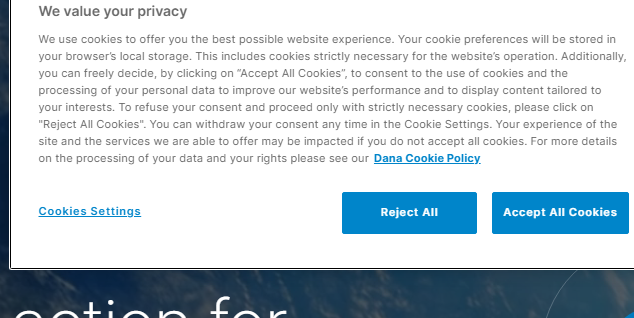 We value your privacy
We use cookies to offer you the best possible website experience. Your cookie preferences will be stored in
your browser's local storage. This includes cookies strictly necessary for the website's operation. Additionally,
you can freely decide, by clicking on "Accept All Cookies", to consent to the use of cookies and the
processing of your personal data to improve our website's performance and to display content tailored to
your interests. To refuse your consent and proceed only with strictly necessary cookies, please click on
"Reject All Cookies". You can withdraw your consent any time in the Cookie Settings. Your experience of the
site and the services we are able to offer may be impacted if you do not accept all cookies. For more details
on the processing of your data and your rights please see our Dana Cookie Policy
Cookies Settings
Reject All
Accept All Cookies
action for